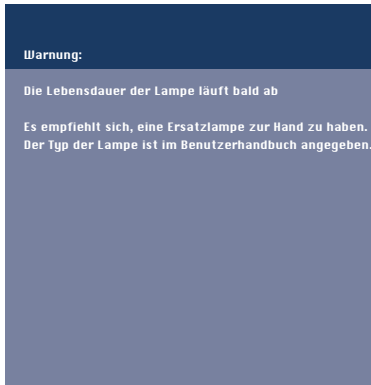 Warnung:
Die Lebensdauer der Lampe läuft bald ab
Es empfiehlt sich, eine Ersatzlampe zur Hand zu haben.
Der Typ der Lampe ist im Benutzerhandbuch angegeben.